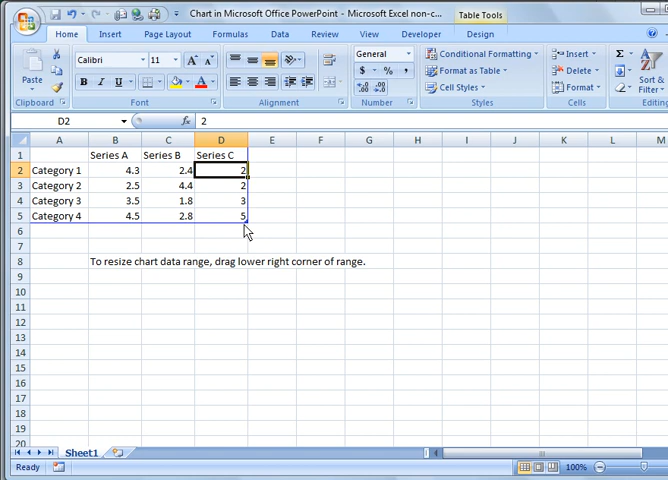 Chart in Microsoft Office PowerPoint - Microsoft Excel non-c...
Table Tools
Home Insert Page Layout Formulas Data Review View Developer Design
Paste
Calibri 11
General
Conditional Formatting
Format as Table
Cell Styles
Insert
Delete
Format
Sort &
Filter
Clipboard Font Alignment Number Styles Cells
D2 fx 2
A B C D E F G H I J K L M
1 Series A Series B Series C
2 Category 1 4.3 2.4 2
3 Category 2 2.5 4.4 2
4 Category 3 3.5 1.8 3
5 Category 4 4.5 2.8 5
6
7
8 To resize chart data range, drag lower right corner of range.
9
10
11
12
13
14
15
16
17
18
19
20
Sheet1
Ready 100%